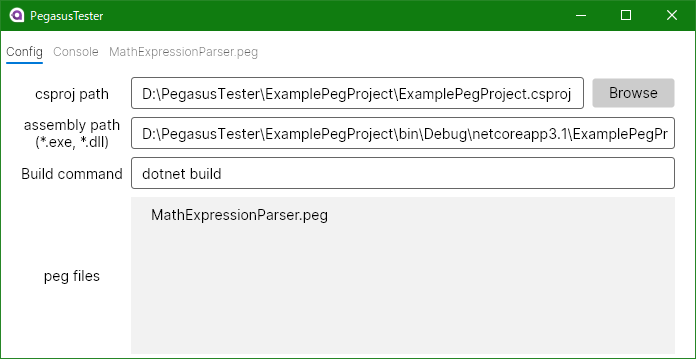 PegasusTester
Config Console MathExpressionParser.peg
csproj path D:\PegasusTester\ExamplePegProject\ExamplePegProject.csproj Browse
assembly path
(*.exe, *.dll) D:\PegasusTester\ExamplePegProject\bin\Debug\netcoreapp3.1\ExamplePegPr
Build command dotnet build
MathExpressionParser.peg
peg files